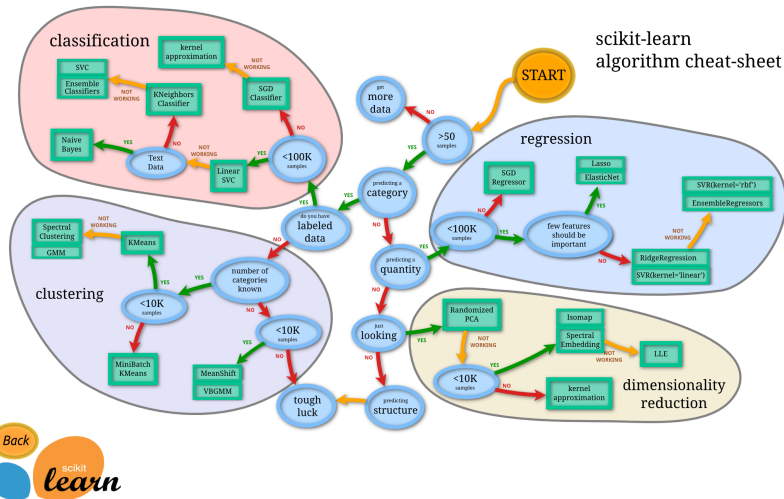 scikit-learn
algorithm cheat-sheet
classification
kernel
approximation
NOT
WORKING
SVC
Ensemble
Classifiers
NOT
WORKING
KNeighbors
Classifier
SGD
Classifier
NO
NO
Naive
Bayes
YES
Text
Data
NOT
WORKING
Linear
SVC
YES
<100K
samples
YES
START
get
more
data
NO
>50
samples
YES
predicting a
category
YES
do you have
labeled
data
NO
NO
predicting a
quantity
YES
NO
just
looking
YES
NO
predicting
structure
tough
luck
regression
SGD
Regressor
NO
<100K
samples
YES
few features
should be
important
YES
Lasso
ElasticNet
NO
RidgeRegression
SVR(kernel='linear')
NOT
WORKING
SVR(kernel='rbf')
EnsembleRegressors
clustering
Spectral
Clustering
GMM
NOT
WORKING
KMeans
YES
<10K
samples
YES
NO
MiniBatch
KMeans
number of
categories
known
NO
<10K
samples
YES
NO
MeanShift
VBGMM
dimensionality
reduction
Randomized
PCA
NOT
WORKING
<10K
samples
YES
NO
Isomap
Spectral
Embedding
NOT
WORKING
LLE
kernel
approximation
Back
scikit
learn